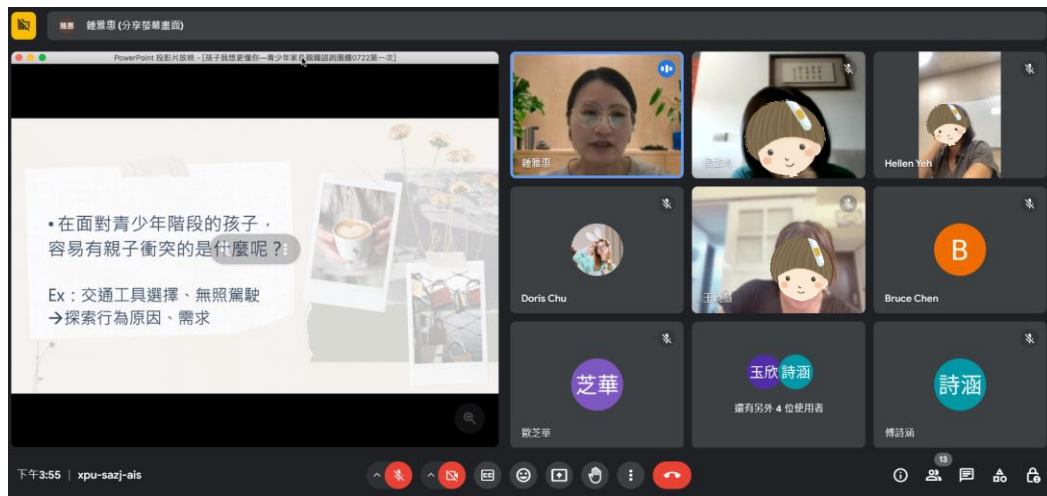 雅惠 鍾雅惠 (分享螢幕畫面)
PowerPoint 投影片放映 - [孩子我想更懂你—青少年家長親職諮詢團體0722第一次]
•在面對青少年階段的孩子，
容易有親子衝突的是什麼呢？
Ex：交通工具選擇、無照駕駛
→探索行為原因、需求
鍾雅惠
Hellen Yeh
Doris Chu
B
Bruce Chen
芝華
歐芝華
玉欣 詩涵
還有另外 4 位使用者
詩涵
傅詩涵
下午3:55 | xpu-sazj-ais
CC
13